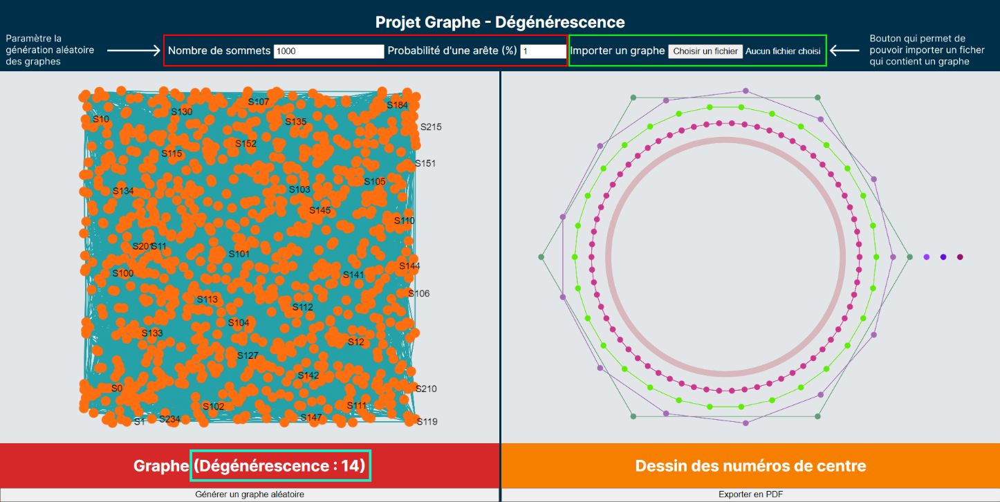 Projet Graphe - Dégénérescence
Paramètre la
génération aléatoire
des graphes
Nombre de sommets 1000 Probabilité d'une arête (%) 1 Importer un graphe Choisir un fichier Aucun fichier choisi
Bouton qui permet de
pouvoir importer un ficher
qui contient un graphe
S107
S130
S184
S10
S135
S215
S152
S115
S151
S105
S134
S103
S145
S110
S201
S11
S101
S144
S100
S141
S106
S113
S112
S104
S133
S12
S127
S142
S0
S210
S102
S111
S1
S234
S147
S119
Graphe (Dégénérescence : 14)
Dessin des numéros de centre
Générer un graphe aléatoire
Exporter en PDF